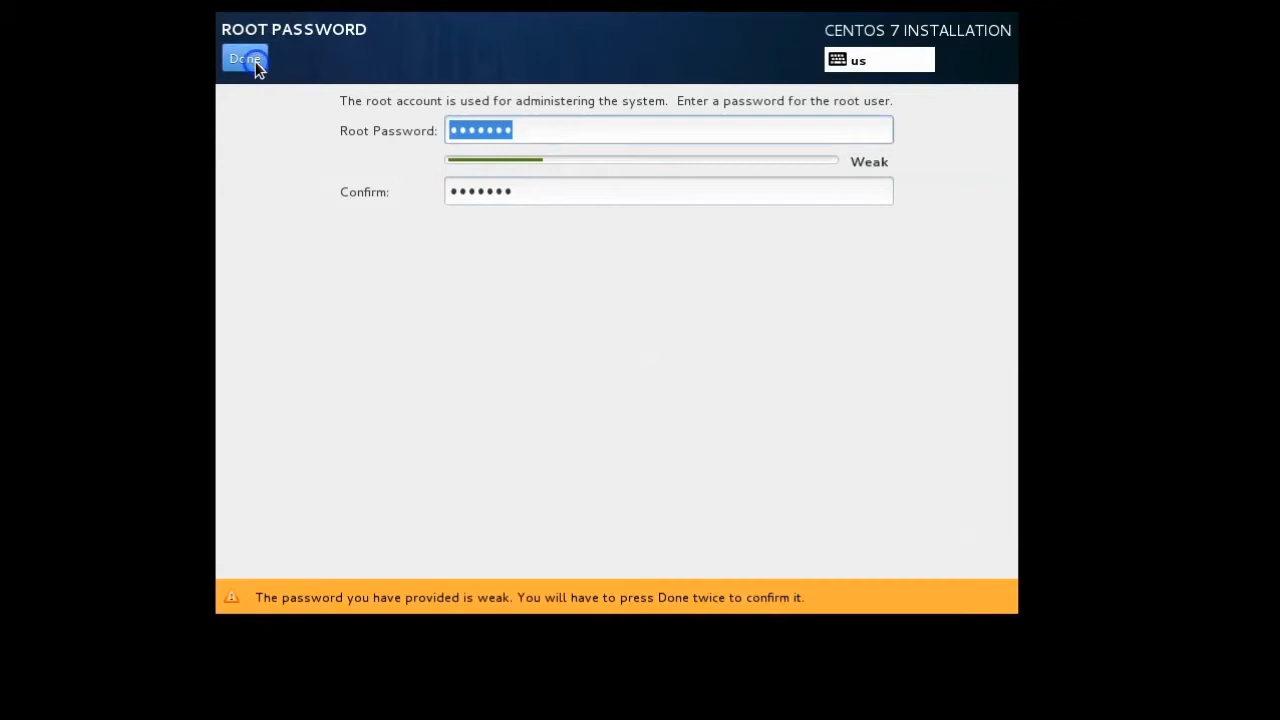 ROOT PASSWORD
CENTOS 7 INSTALLATION
Done
us
The root account is used for administering the system. Enter a password for the root user.
Root Password: •••••••
Weak
Confirm: •••••••
The password you have provided is weak. You will have to press Done twice to confirm it.